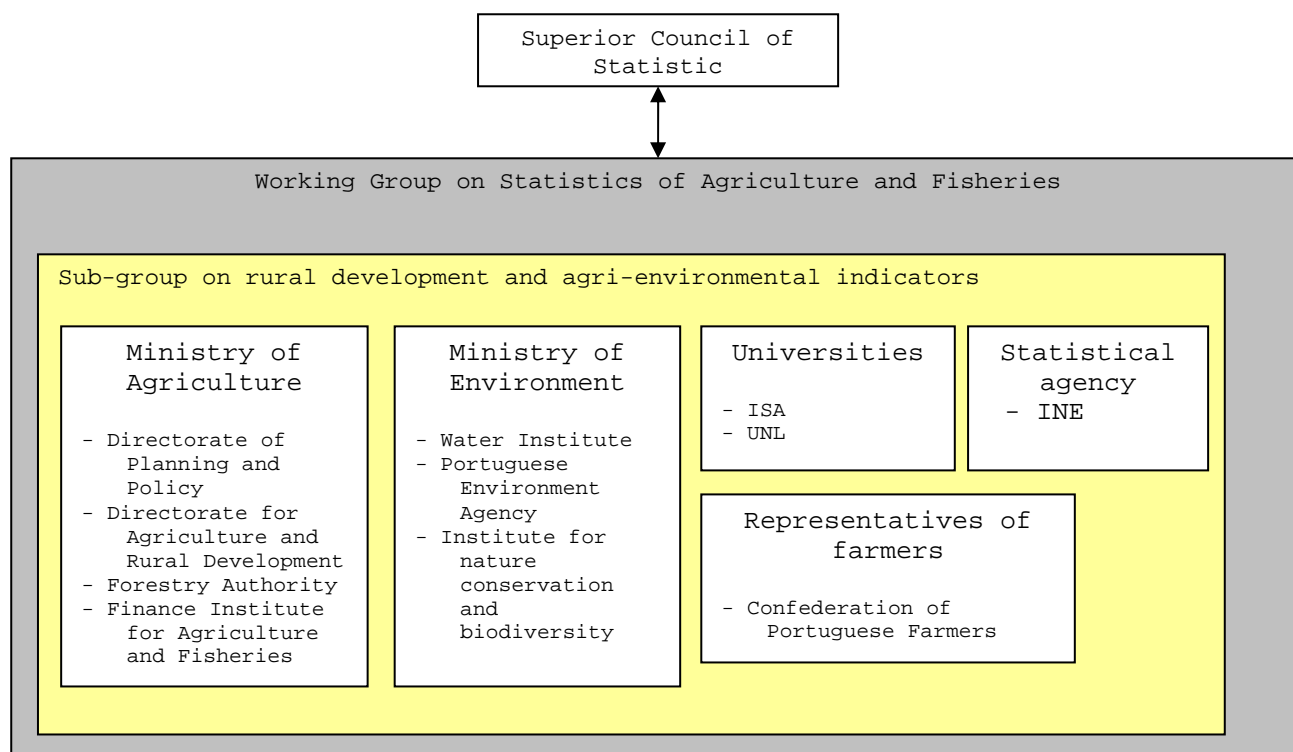 Superior Council of
Statistic
Working Group on Statistics of Agriculture and Fisheries
Sub-group on rural development and agri-environmental indicators
Ministry of
Agriculture
- Directorate of
Planning and
Policy
- Directorate for
Agriculture and
Rural Development
- Forestry Authority
- Finance Institute
for Agriculture
and Fisheries
Ministry of
Environment
- Water Institute
- Portuguese
Environment
Agency
- Institute for
nature
conservation
and
biodiversity
Universities
- ISA
- UNL
Statistical
agency
- INE
Representatives of
farmers
- Confederation of
Portuguese Farmers